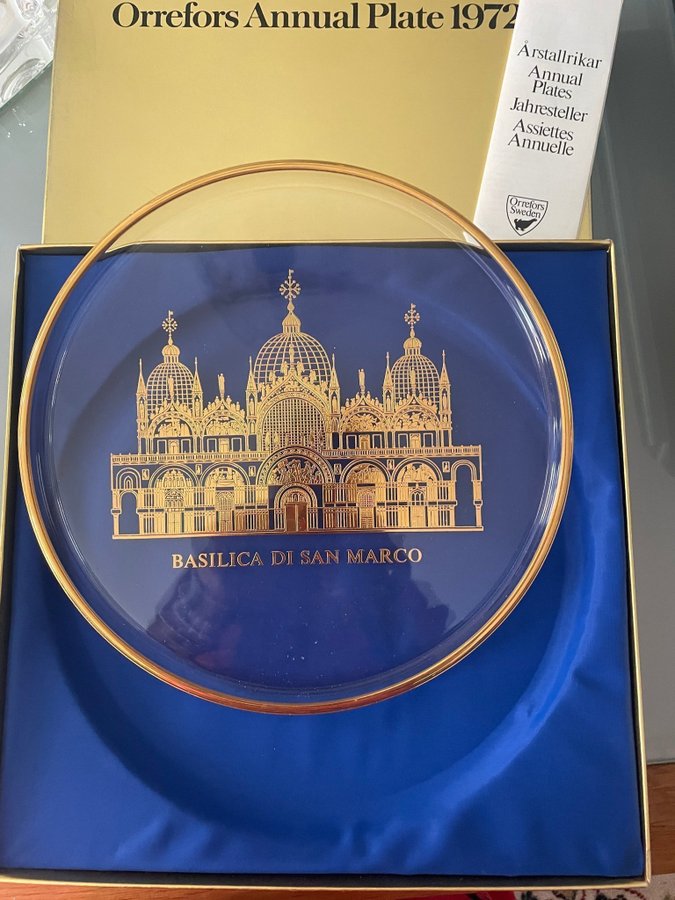 Orrefors Annual Plate 1972
Årstallrikar
Annual
Plates
Jahresteller
Assiettes
Annuelle
Orrefors
Sweden
BASILICA DI SAN MARCO